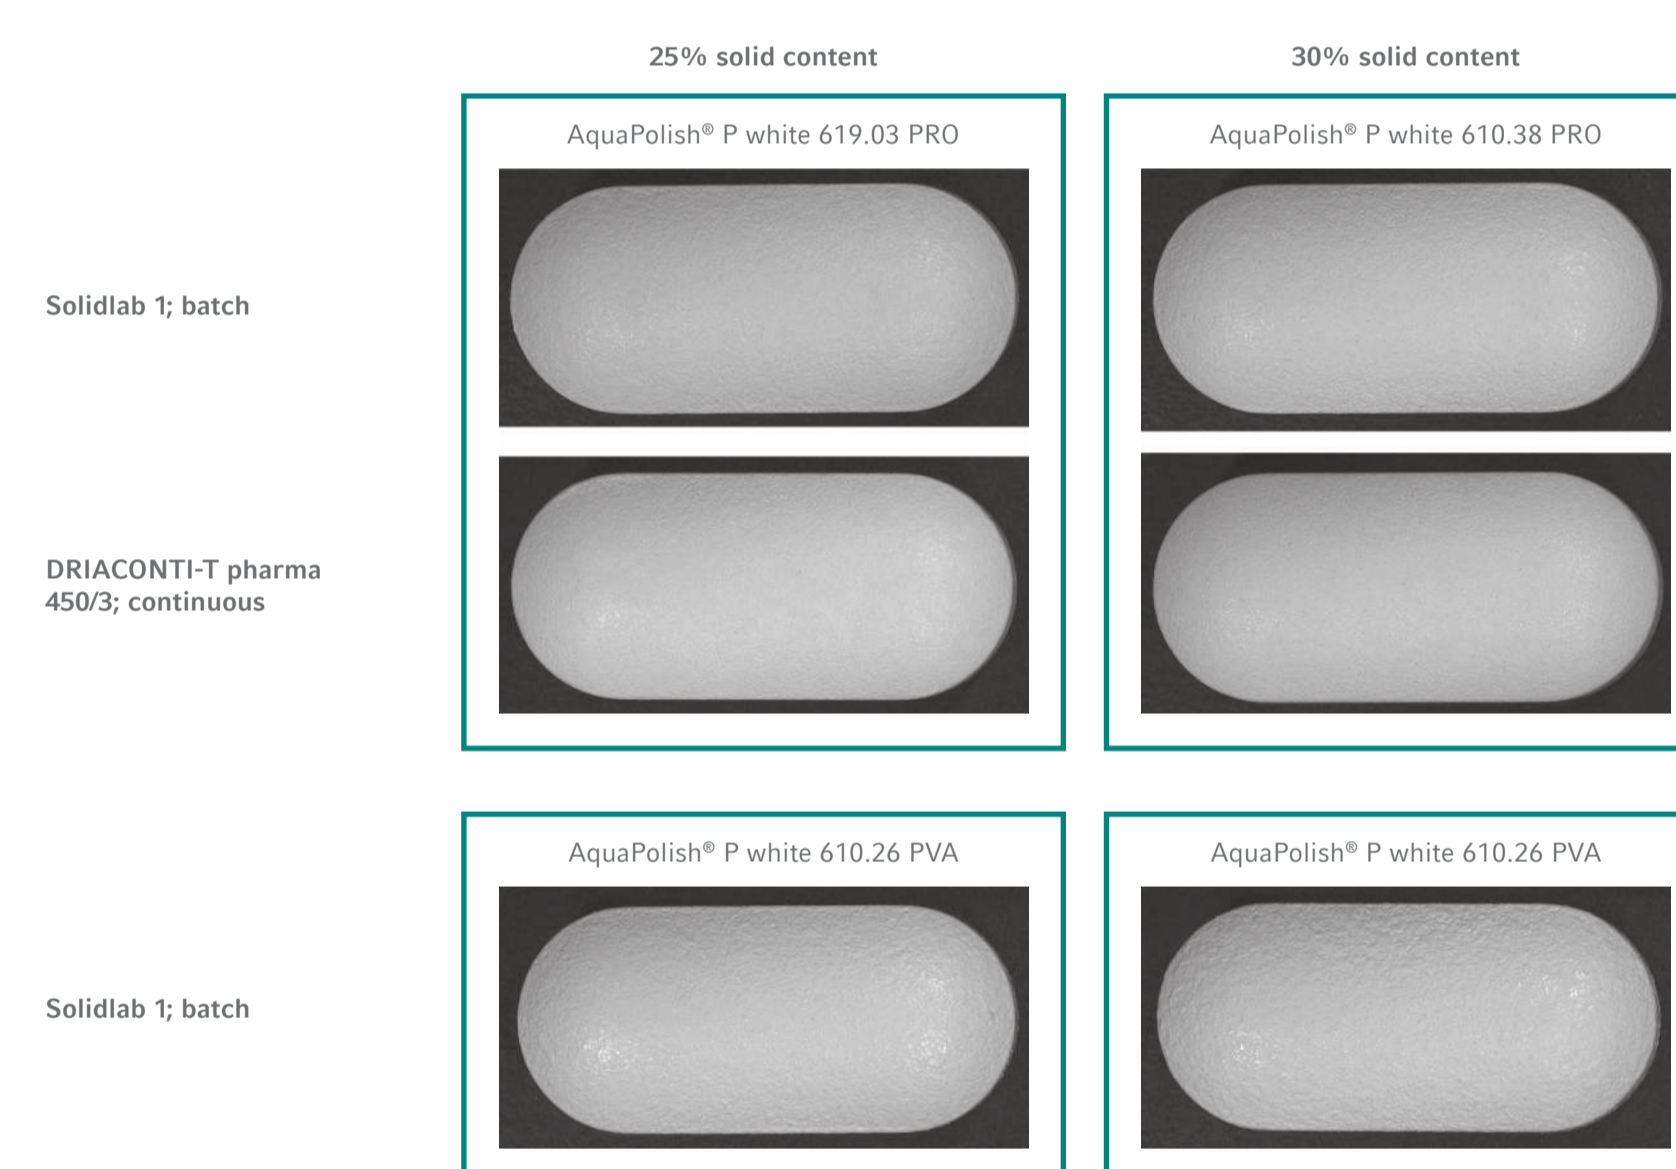 25% solid content
30% solid content
AquaPolish® P white 619.03 PRO
AquaPolish® P white 610.38 PRO
Solidlab 1; batch
DRIACONTI-T pharma
450/3; continuous
AquaPolish® P white 610.26 PVA
AquaPolish® P white 610.26 PVA
Solidlab 1; batch